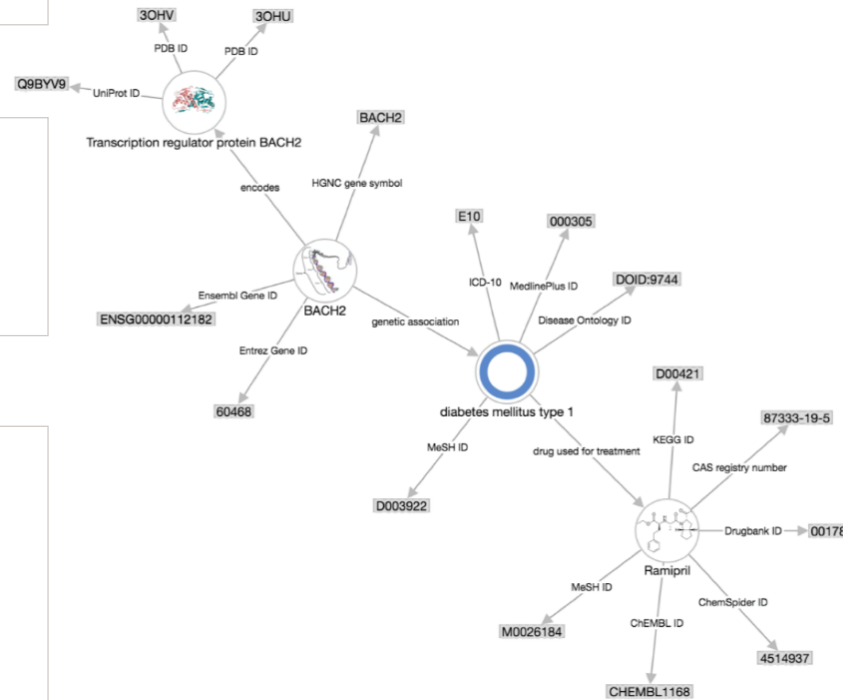 3OHV
3OHU
PDB ID
PDB ID
Q9BYV9
UniProt ID
Transcription regulator protein BACH2
BACH2
encodes
HGNC gene symbol
E10
000305
ICD-10
MedlinePlus ID
DOID:9744
Ensembl Gene ID
BACH2
ENSG00000112182
genetic association
Disease Ontology ID
Entrez Gene ID
60468
diabetes mellitus type 1
D00421
87333-19-5
MeSH ID
drug used for treatment
KEGG ID
CAS registry number
D003922
Drugbank ID
00178
Ramipril
MeSH ID
ChemSpider ID
M0026184
ChEMBL ID
4514937
CHEMBL1168